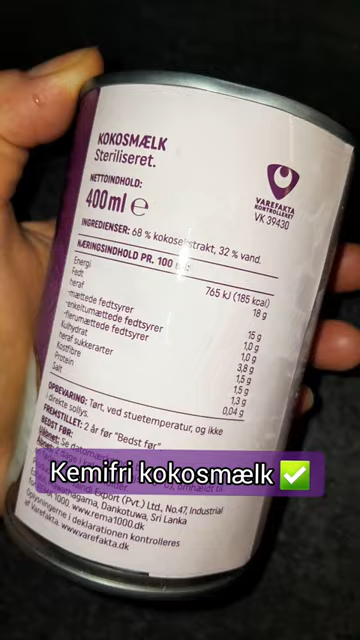 KOKOSMÆLK
Steriliseret.
NETTOINDHOLD:
400ml e
VAREFAKTA
KONTROLLERET
VK 39430
INGREDIENSER: 68 % kokosekstrakt, 32 % vand.
NÆRINGSINDHOLD PR. 100
Energi 765 kJ (185 kcal)
Fedt 18 g
heraf
-mættede fedtsyrer 15 g
-enkeltumættede fedtsyrer 1,0 g
-flerumættede fedtsyrer 1,0 g
Kulhydrat 3,8 g
heraf sukkerarter 1,5 g
Kostfibre 1,5 g
Protein 1,3 g
Salt 0,04 g
OPBEVARING: Tørt, ved stuetemperatur, og ikke
i direkte sollys.
FREMSTILLET: 2 år før "Bedst før"
BEDST FØR:
Kemifri kokosmælk ✅
Export (Pvt.) Ltd., No.47, Industrial
Dankotuwa, Sri Lanka
1000, www.rema1000.dk
Oplysningerne i deklarationen kontrolleres
af Varefakta. www.varefakta.dk